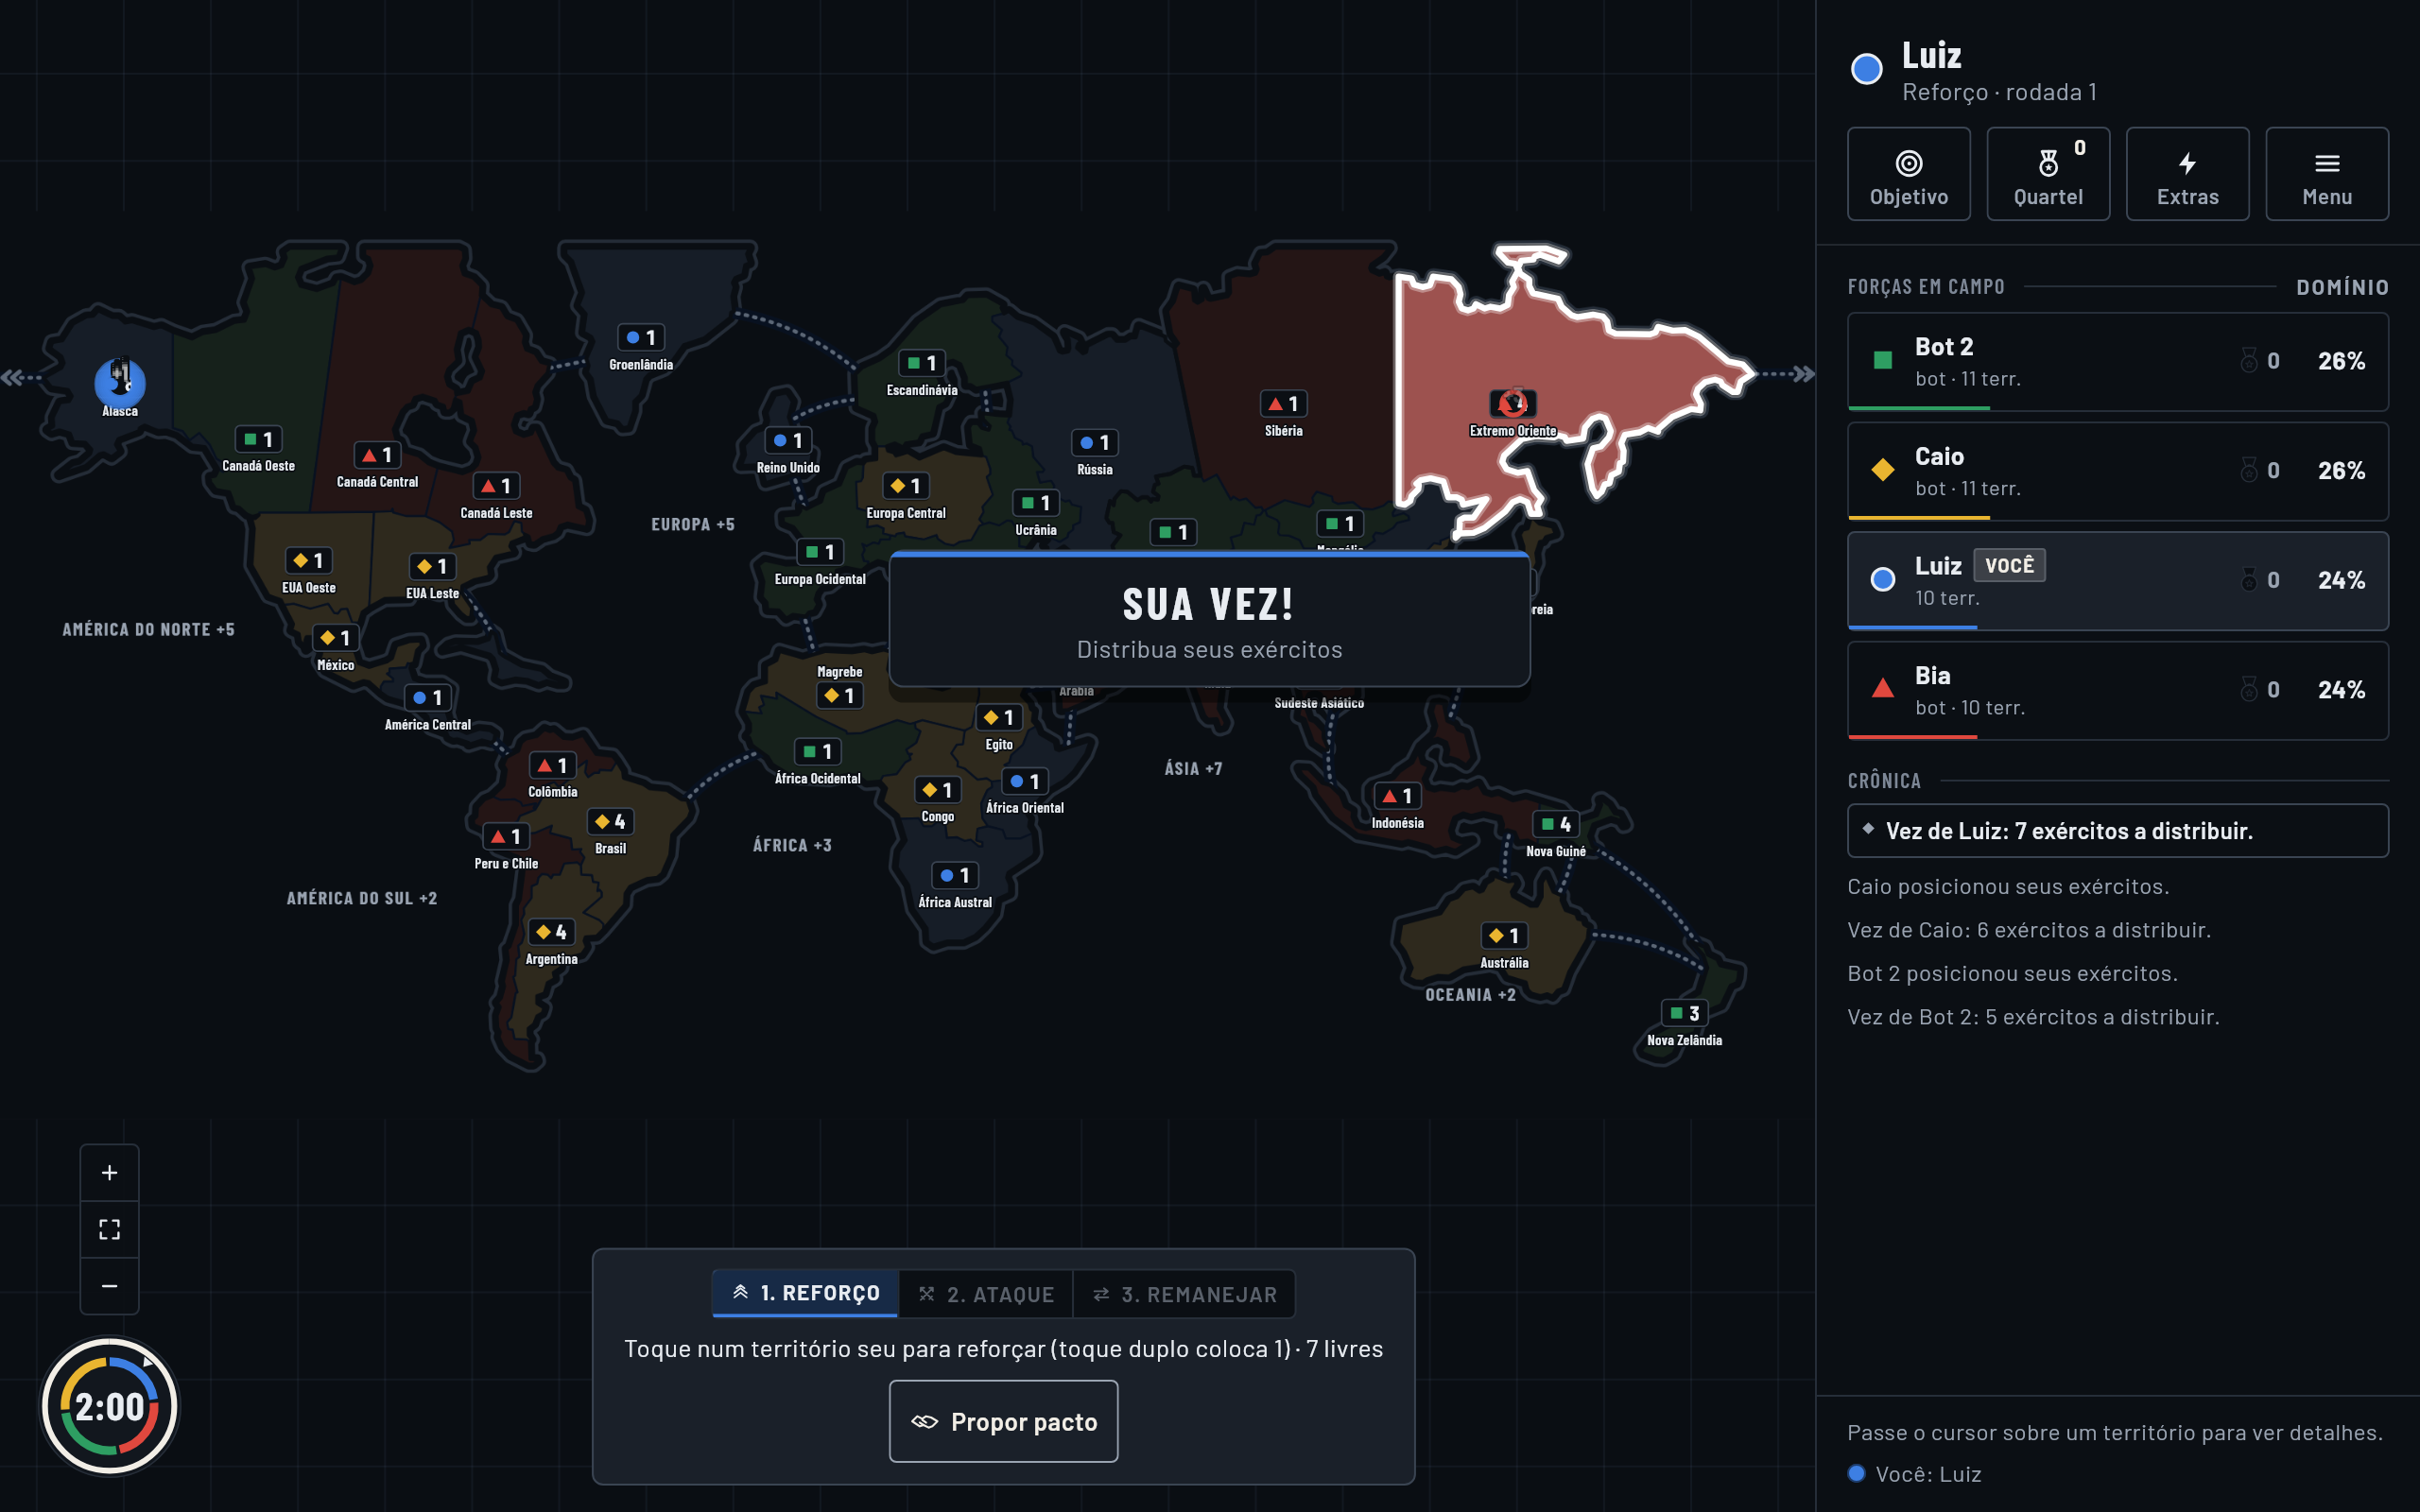 Luiz
Reforço · rodada 1
Objetivo
0
Quartel
Extras
Menu
FORÇAS EM CAMPO
DOMÍNIO
Bot 2
bot · 11 terr.
0
26%
Caio
bot · 11 terr.
0
26%
Luiz VOCÊ
10 terr.
0
24%
Bia
bot · 10 terr.
0
24%
CRÔNICA
Vez de Luiz: 7 exércitos a distribuir.
Caio posicionou seus exércitos.
Vez de Caio: 6 exércitos a distribuir.
Bot 2 posicionou seus exércitos.
Vez de Bot 2: 5 exércitos a distribuir.
Passe o cursor sobre um território para ver detalhes.
Você: Luiz
Alasca
1
Canadá Oeste
1
Canadá Central
1
Canadá Leste
1
Groenlândia
1
EUA Oeste
1
EUA Leste
1
México
1
América Central
AMÉRICA DO NORTE +5
1
Colômbia
1
Peru e Chile
4
Brasil
4
Argentina
AMÉRICA DO SUL +2
1
Escandinávia
1
Reino Unido
1
Europa Central
1
Ucrânia
1
Rússia
1
Europa Ocidental
EUROPA +5
Magrebe
1
1
Egito
1
África Ocidental
1
Congo
1
África Oriental
1
África Austral
ÁFRICA +3
1
Sibéria
Extremo Oriente
1
1
Arábia
Sudeste Asiático
ÁSIA +7
1
Indonésia
4
Nova Guiné
1
Austrália
3
Nova Zelândia
OCEANIA +2
SUA VEZ!
Distribua seus exércitos
+
−
2:00
1. REFORÇO
2. ATAQUE
3. REMANEJAR
Toque num território seu para reforçar (toque duplo coloca 1) · 7 livres
Propor pacto